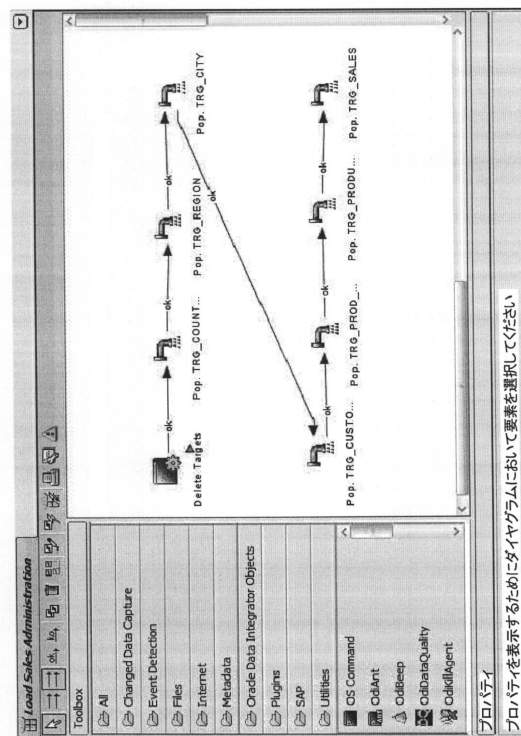 Load Sales Administration
ok ko
Toolbox
All
Changed Data Capture
Event Detection
Files
Internet
Metadata
Oracle Data Integrator Objects
Plugins
SAP
Utilities
OS Command
OdiAnt
OdiBeep
OdiDataQuality
OdiKillAgent
Delete Targets
ok
Pop. TRG_COUNT...
ok
Pop. TRG_REGION
ok
Pop. TRG_CITY
ok
Pop. TRG_CUSTO...
ok
Pop. TRG_PROD_...
ok
Pop. TRG_PRODU...
ok
Pop. TRG_SALES
プロパティ
プロパティを表示するためにダイヤグラムにおいて要素を選択してください